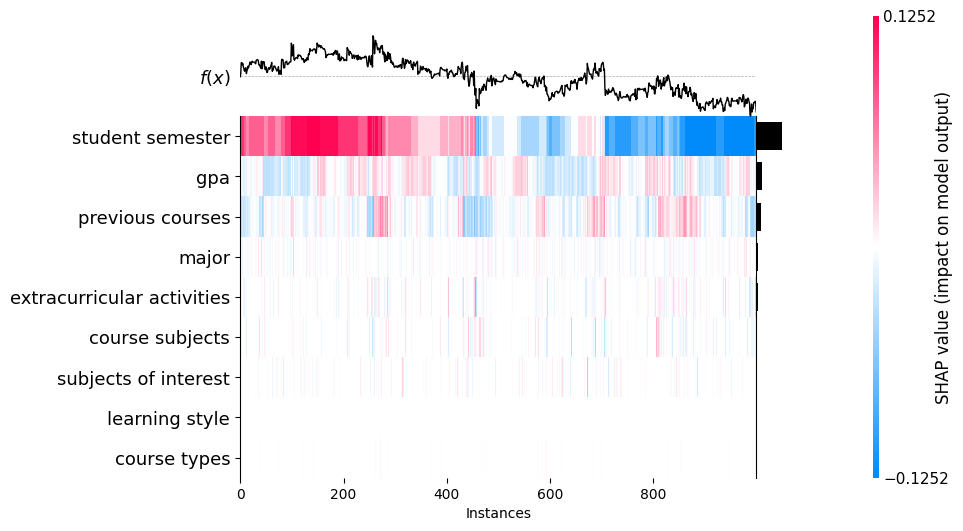 0.1252
f(x)
student semester
gpa
previous courses
major
extracurricular activities
course subjects
subjects of interest
learning style
course types
0 200 400 600 800
Instances
SHAP value (impact on model output)
−0.1252